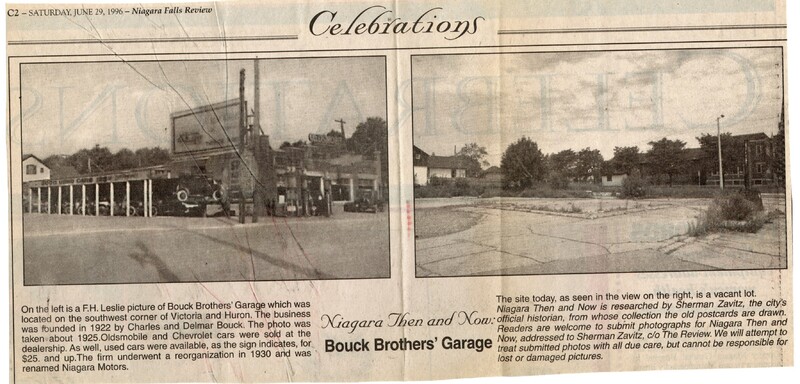 C2 – SATURDAY, JUNE 29, 1996 – Niagara Falls Review
Celebrations
On the left is a F.H. Leslie picture of Bouck Brothers' Garage which was
located on the southwest corner of Victoria and Huron. The business
was founded in 1922 by Charles and Delmar Bouck. The photo was
taken about 1925.Oldsmobile and Chevrolet cars were sold at the
dealership. As well, used cars were available, as the sign indicates, for
$25. and up.The firm underwent a reorganization in 1930 and was
renamed Niagara Motors.
Niagara Then and Now:
Bouck Brothers' Garage
The site today, as seen in the view on the right, is a vacant lot.
Niagara Then and Now is researched by Sherman Zavitz, the city's
official historian, from whose collection the old postcards are drawn.
Readers are welcome to submit photographs for Niagara Then and
Now, addressed to Sherman Zavitz, c/o The Review. We will attempt to
treat submitted photos with all due care, but cannot be responsible for
lost or damaged pictures.